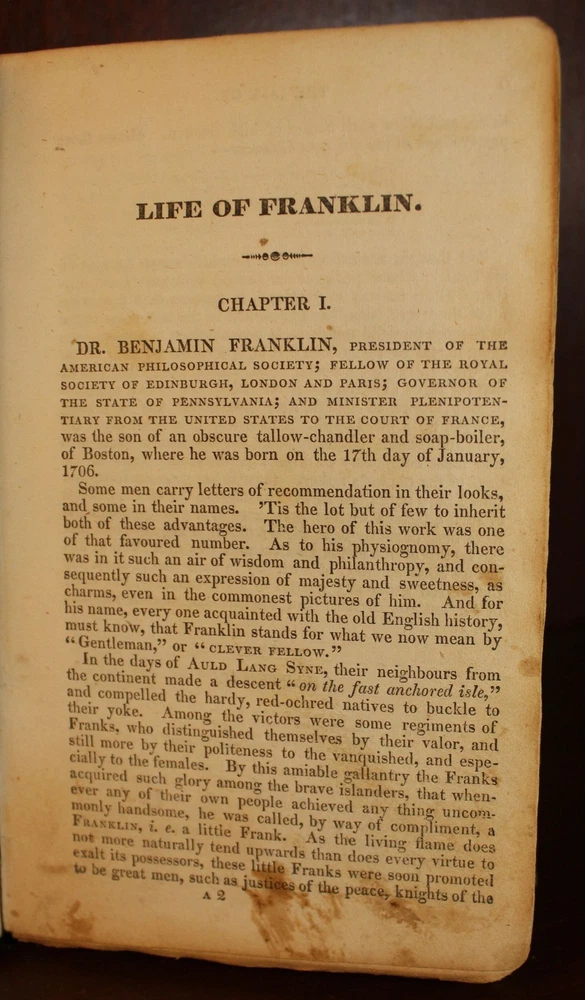 LIFE OF FRANKLIN.
CHAPTER I.
DR. BENJAMIN FRANKLIN, PRESIDENT OF THE
AMERICAN PHILOSOPHICAL SOCIETY; FELLOW OF THE ROYAL
SOCIETY OF EDINBURGH, LONDON AND PARIS; GOVERNOR OF
THE STATE OF PENNSYLVANIA; AND MINISTER PLENIPOTEN-
TIARY FROM THE UNITED STATES TO THE COURT OF FRANCE,
was the son of an obscure tallow-chandler and soap-boiler,
of Boston, where he was born on the 17th day of January,
1706.
Some men carry letters of recommendation in their looks,
and some in their names. 'Tis the lot but of few to inherit
both of these advantages. The hero of this work was one
of that favoured number. As to his physiognomy, there
was in it such an air of wisdom and philanthropy, and con-
sequently such an expression of majesty and sweetness, as
charms, even in the commonest pictures of him. And for
his name, every one acquainted with the old English history,
must know, that Franklin stands for what we now mean by
"Gentleman," or "CLEVER FELLOW."
In the days of AULD LANG SYNE, their neighbours from
the continent made a descent "on the fast anchored isle,"
and compelled the hardy, red-ochred natives to buckle to
their yoke. Among the victors were some regiments of
Franks, who distinguished themselves by their valor, and
still more by their politeness to the vanquished, and espe-
cially to the females. By this amiable gallantry the Franks
acquired such glory among the brave islanders, that when-
ever any of their own people achieved any thing uncom-
monly handsome, he was called, by way of compliment, a
FRANKLIN, i. e. a little Frank. As the living flame does
not more naturally tend upwards than does every virtue to
exalt its possessors, these little Franks were soon promoted
to be great men, such as justices of the peace, knights of the
A 2